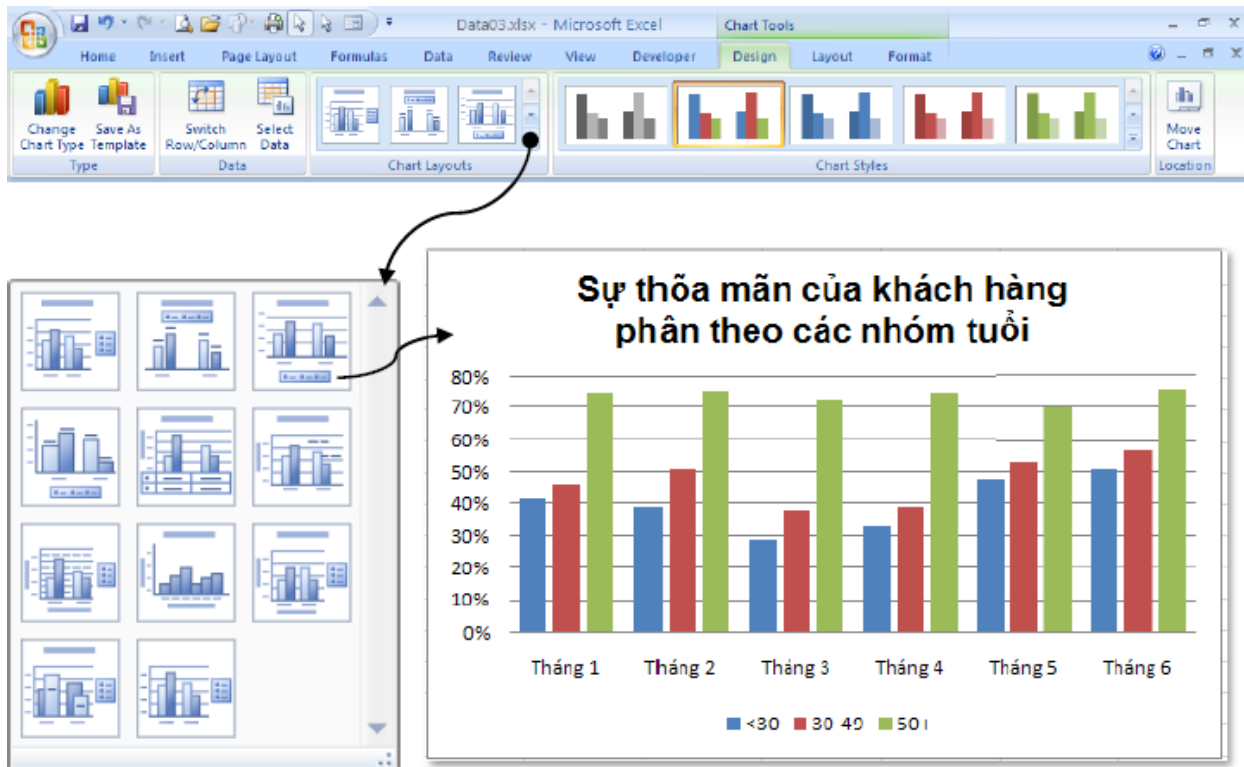 Data03.xlsx - Microsoft Excel
Chart Tools
Home Insert Page Layout Formulas Data Review View Developer Design Layout Format
Change Chart Type
Save As Template
Switch Row/Column
Select Data
Move Chart
Type
Data
Chart Layouts
Chart Styles
Location
Sự thõa mãn của khách hàng
phân theo các nhóm tuổi
80%
70%
60%
50%
40%
30%
20%
10%
0%
Tháng 1 Tháng 2 Tháng 3 Tháng 4 Tháng 5 Tháng 6
<30 30-49 50+